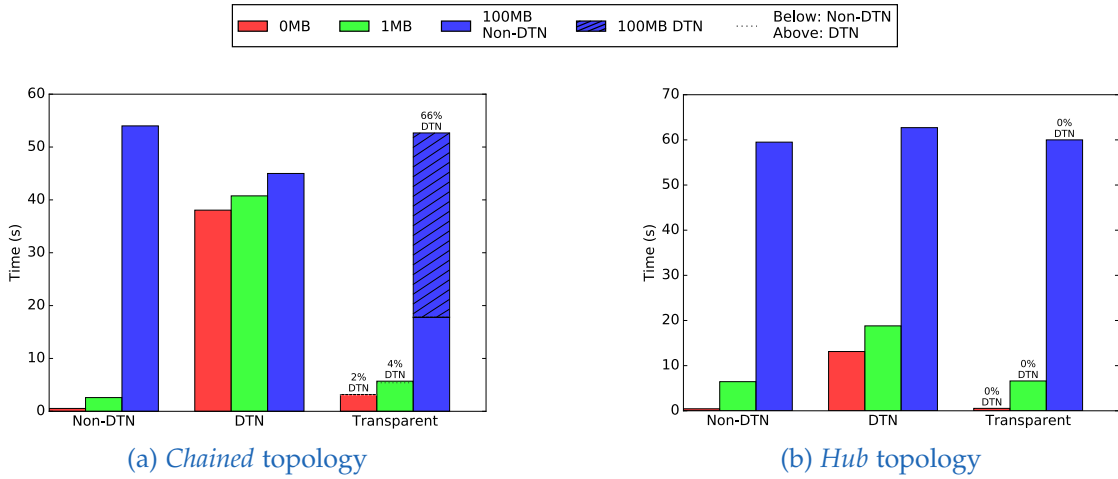 0MB
1MB
100MB
Non-DTN
100MB DTN
Below: Non-DTN
Above: DTN
60
50
40
30
20
10
0
Time (s)
2%
DTN
4%
DTN
66%
DTN
Non-DTN
DTN
Transparent
(a) Chained topology
70
60
50
40
30
20
10
0
Time (s)
0%
DTN
0%
DTN
0%
DTN
Non-DTN
DTN
Transparent
(b) Hub topology